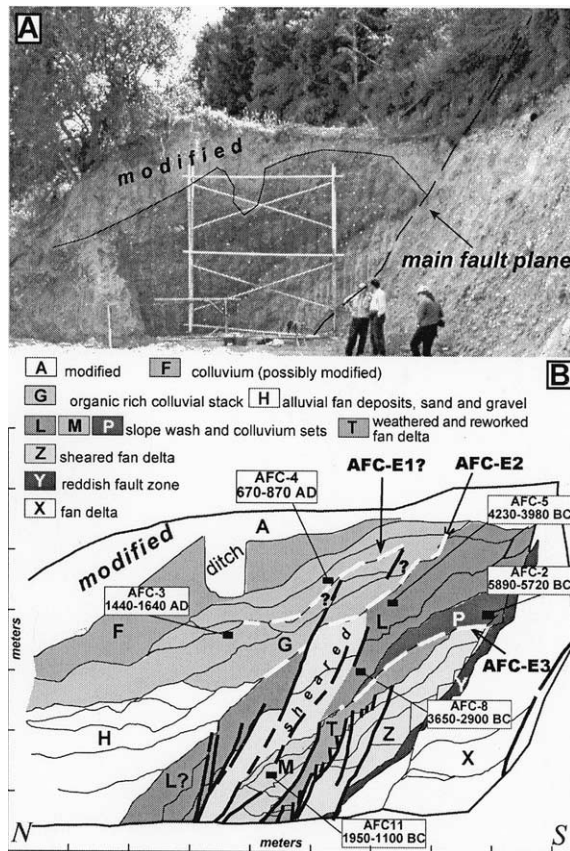 A
modified
main fault plane
B
A modified
F colluvium (possibly modified)
G organic rich colluvial stack
H alluvial fan deposits, sand and gravel
L M P slope wash and colluvium sets
T weathered and reworked fan delta
Z sheared fan delta
Y reddish fault zone
X fan delta
AFC-E1?
AFC-E2
AFC-4
670-870 AD
AFC-5
4230-3980 BC
modified
A
ditch
AFC-2
5890-5720 BC
AFC-3
1440-1640 AD
?
?
F
G
L
P
sheared
AFC-E3
Y
H
AFC-8
3650-2900 BC
T
Z
X
L?
M
AFC11
1950-1100 BC
meters
N
meters
S